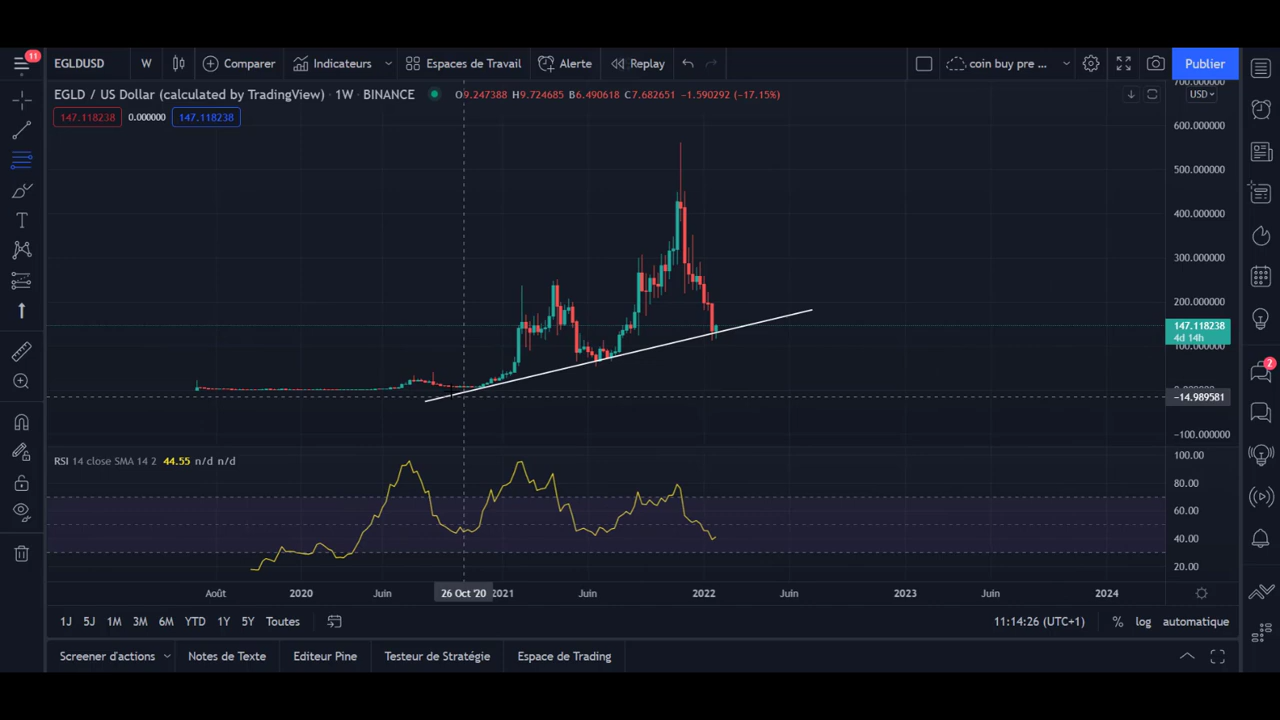 11
EGLDUSD W Comparer Indicateurs Espaces de Travail Alerte Replay coin buy pre ... Publier
EGLD / US Dollar (calculated by TradingView) · 1W · BINANCE O9.247388 H9.724685 B6.490618 C7.682651 −1.590292 (−17.15%)
USD
147.118238 0.000000 147.118238
600.000000
500.000000
400.000000
300.000000
200.000000
147.118238
4d 14h
−14.989581
−100.000000
2
RSI 14 close SMA 14 2 44.55 n/d n/d
100.00
80.00
60.00
40.00
20.00
Août 2020 Juin 26 Oct '20 2021 Juin 2022 Juin 2023 Juin 2024
1J 5J 1M 3M 6M YTD 1Y 5Y Toutes 11:14:26 (UTC+1) % log automatique
Screener d'actions Notes de Texte Editeur Pine Testeur de Stratégie Espace de Trading